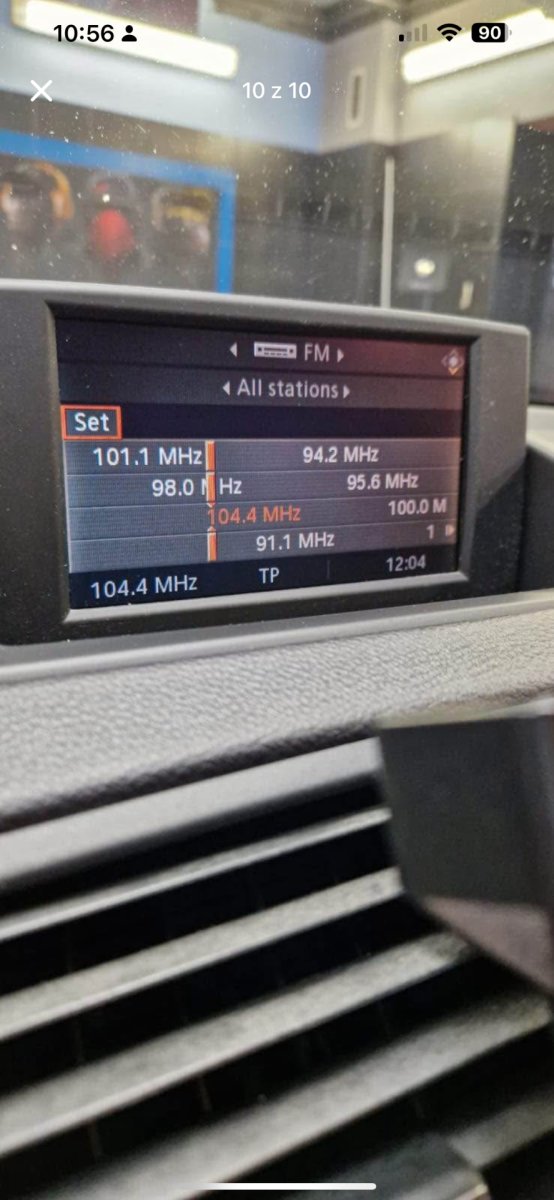 10:56
90
10 z 10
FM
All stations
Set
101.1 MHz 94.2 MHz
98.0 Hz 95.6 MHz
104.4 MHz 100.0 M
91.1 MHz 1
104.4 MHz TP 12:04